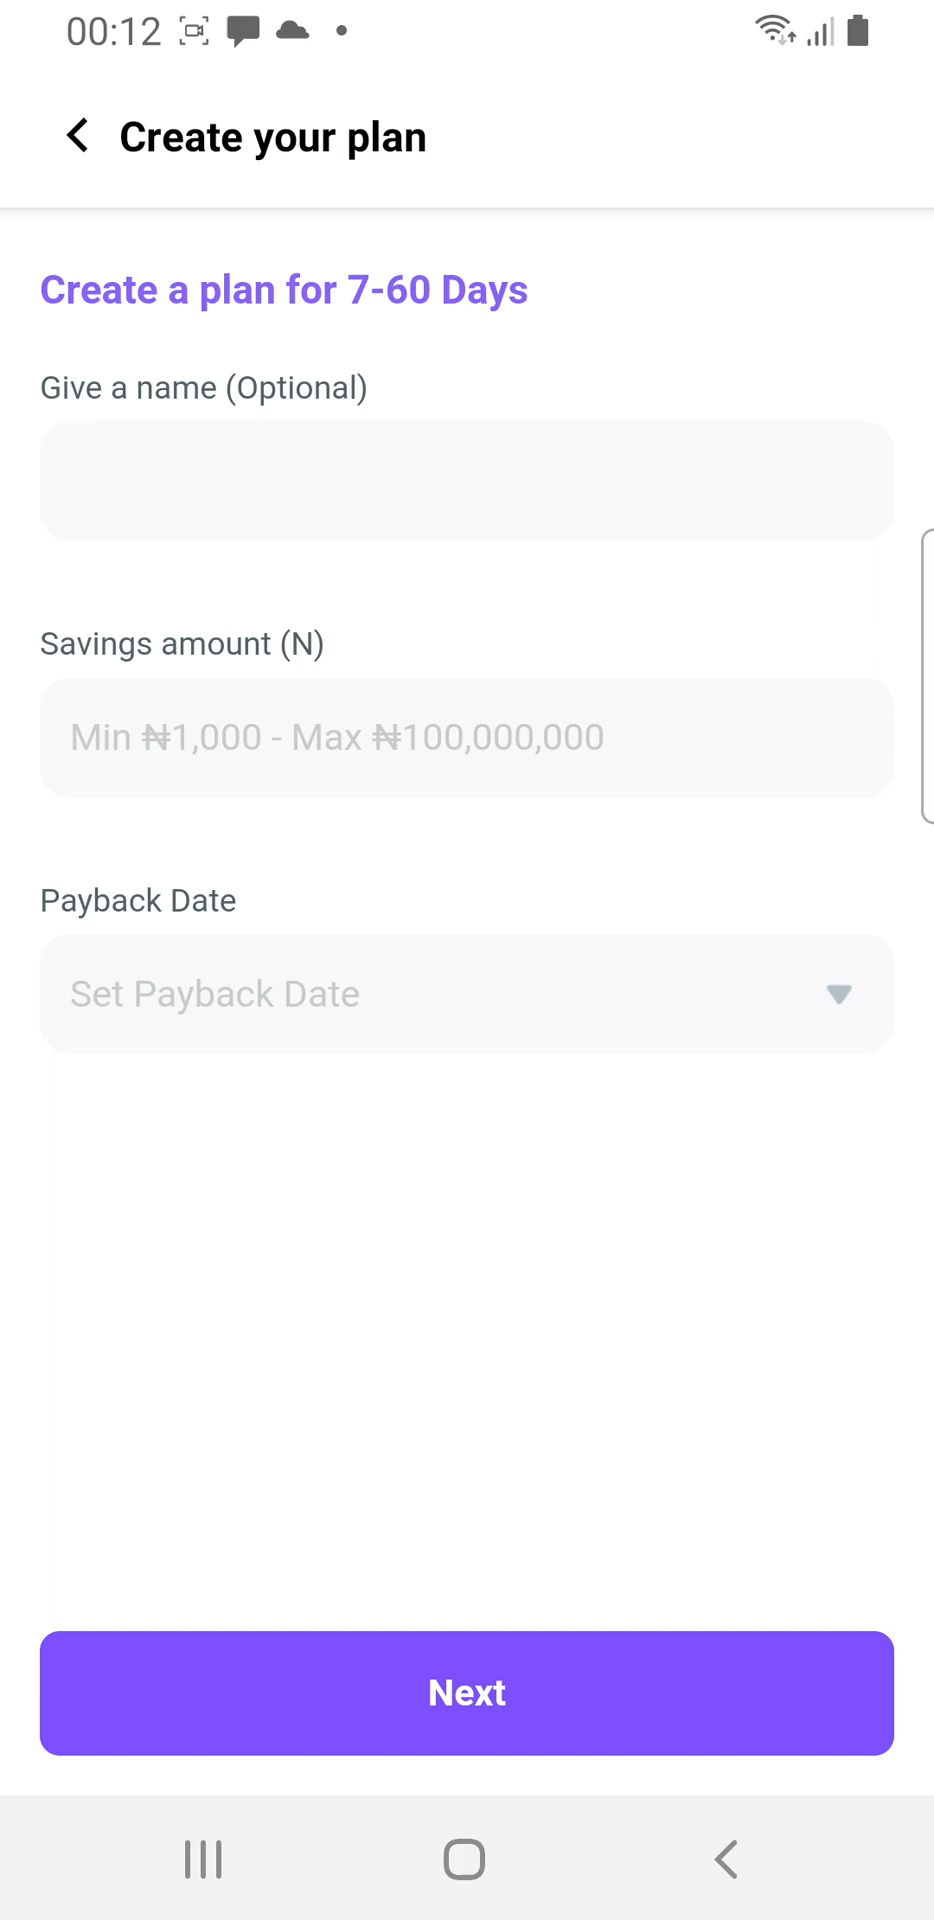 00:12
Create your plan
Create a plan for 7-60 Days
Give a name (Optional)
Savings amount (N)
Min ₦1,000 - Max ₦100,000,000
Payback Date
Set Payback Date
Next